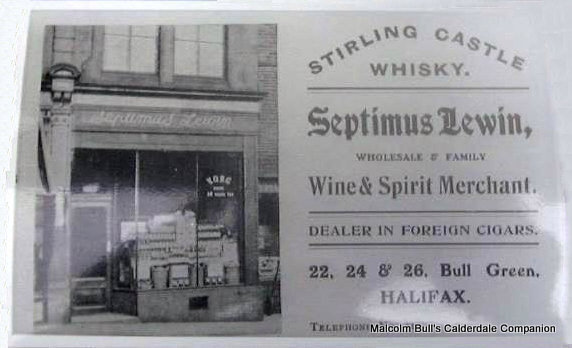 Septimus Lewin
STIRLING CASTLE
WHISKY.
Septimus Lewin,
WHOLESALE & FAMILY
Wine & Spirit Merchant.
DEALER IN FOREIGN CIGARS.
22, 24 & 26, Bull Green,
HALIFAX.
TELEPHONE
Malcolm Bull's Calderdale Companion